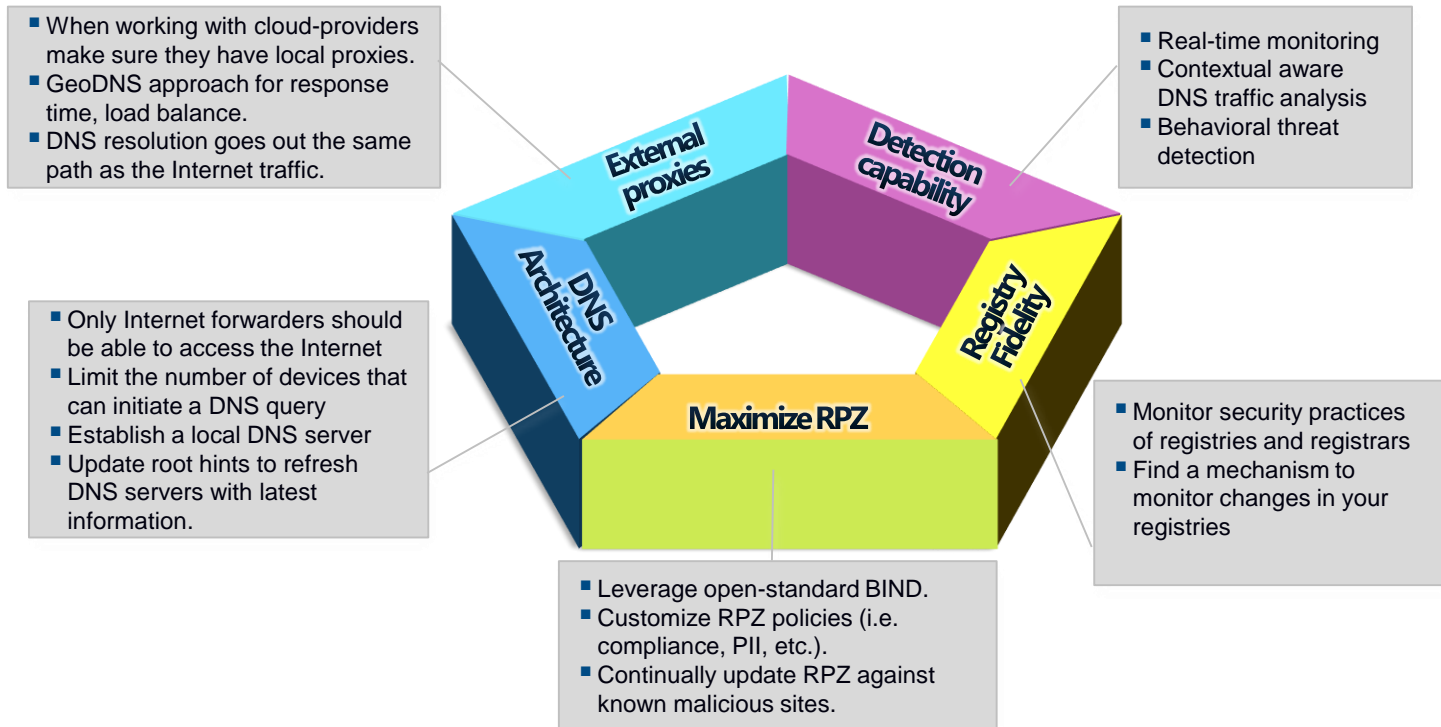 ■ When working with cloud-providers
make sure they have local proxies.
■ GeoDNS approach for response
time, load balance.
■ DNS resolution goes out the same
path as the Internet traffic.
■ Real-time monitoring
■ Contextual aware
DNS traffic analysis
■ Behavioral threat
detection
External
proxies
Detection
capability
DNS
Architecture
Registry
Fidelity
Maximize RPZ
■ Only Internet forwarders should
be able to access the Internet
■ Limit the number of devices that
can initiate a DNS query
■ Establish a local DNS server
■ Update root hints to refresh
DNS servers with latest
information.
■ Monitor security practices
of registries and registrars
■ Find a mechanism to
monitor changes in your
registries
■ Leverage open-standard BIND.
■ Customize RPZ policies (i.e.
compliance, PII, etc.).
■ Continually update RPZ against
known malicious sites.